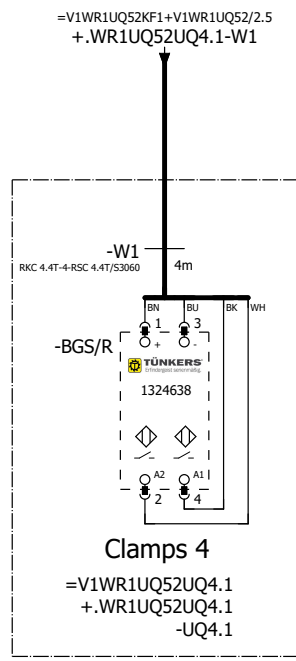 =V1WR1UQ52KF1+V1WR1UQ52/2.5
+.WR1UQ52UQ4.1-W1
-W1
RKC 4.4T-4-RSC 4.4T/S3060
4m
BN BU BK WH
1 3
-BGS/R
+ -
TÜNKERS
Erfindergeist serienmäßig.
1324638
A2 A1
2 4
Clamps 4
=V1WR1UQ52UQ4.1
+.WR1UQ52UQ4.1
-UQ4.1